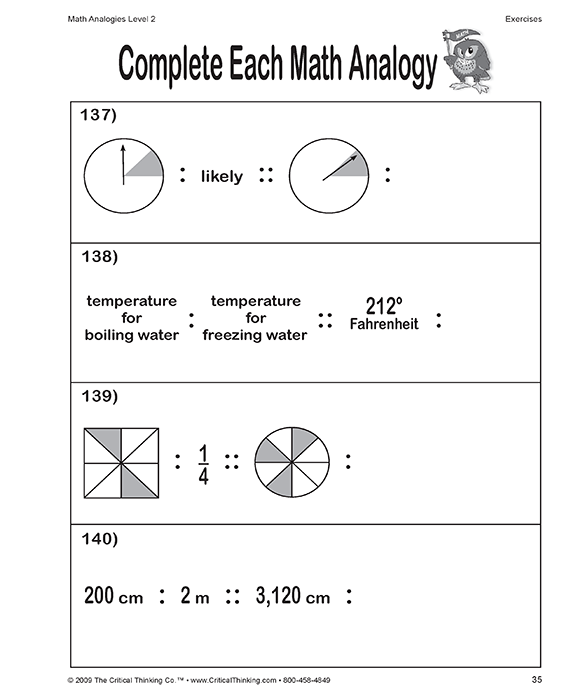 Math Analogies Level 2
Exercises
MATH
Complete Each Math Analogy
137)
: likely :: :
138)
temperature for boiling water : temperature for freezing water :: 212º Fahrenheit :
139)
: 1/4 :: :
140)
200 cm : 2 m :: 3,120 cm :
© 2009 The Critical Thinking Co.™ • www.CriticalThinking.com • 800-458-4849
35